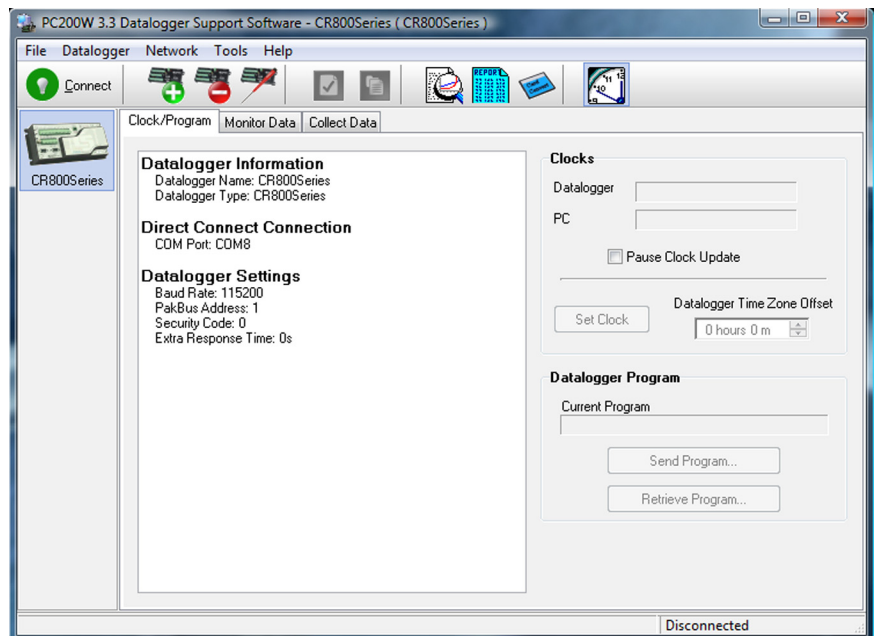 PC200W 3.3 Datalogger Support Software - CR800Series ( CR800Series )
File Datalogger Network Tools Help
Connect
REPORT
Clock/Program Monitor Data Collect Data
CR800Series
Datalogger Information
Datalogger Name: CR800Series
Datalogger Type: CR800Series
Direct Connect Connection
COM Port: COM8
Datalogger Settings
Baud Rate: 115200
PakBus Address: 1
Security Code: 0
Extra Response Time: 0s
Clocks
Datalogger
PC
Pause Clock Update
Set Clock
Datalogger Time Zone Offset
0 hours 0 m
Datalogger Program
Current Program
Send Program...
Retrieve Program...
Disconnected